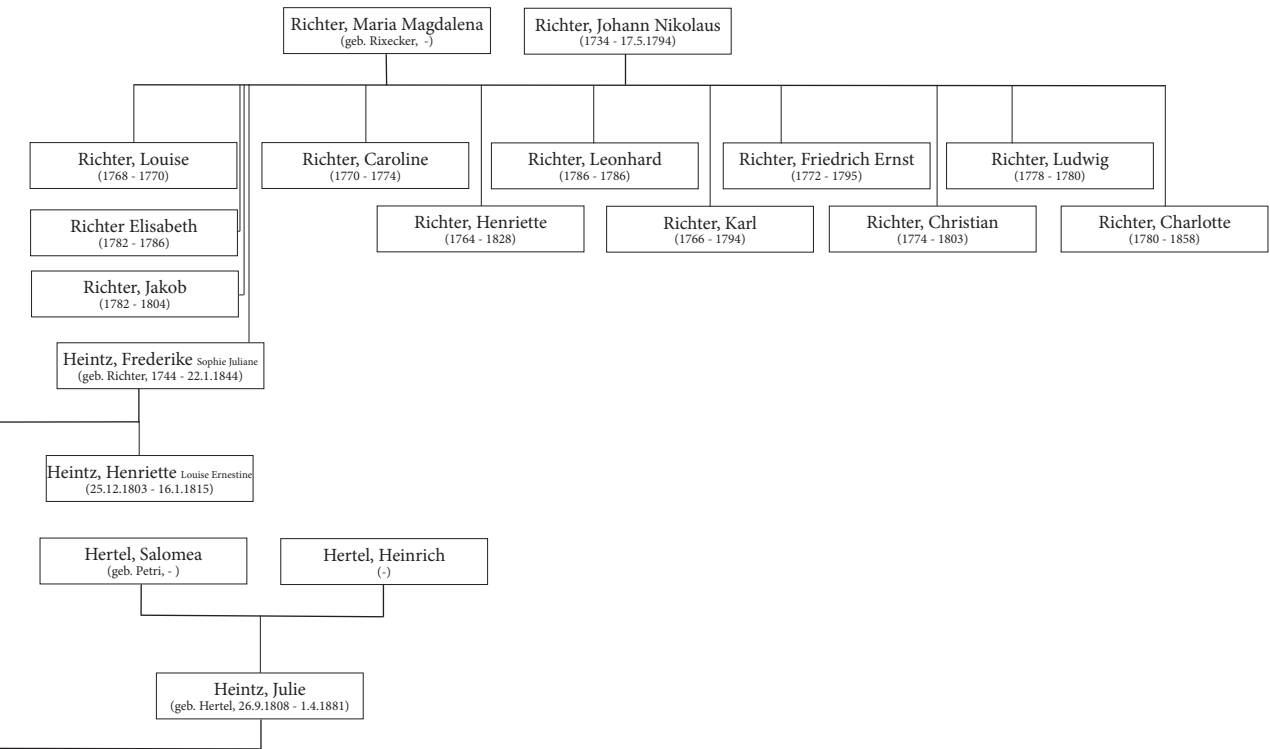 Richter, Maria Magdalena
(geb. Rixecker, -)
Richter, Johann Nikolaus
(1734 - 17.5.1794)
Richter, Louise
(1768 - 1770)
Richter, Caroline
(1770 - 1774)
Richter, Leonhard
(1786 - 1786)
Richter, Friedrich Ernst
(1772 - 1795)
Richter, Ludwig
(1778 - 1780)
Richter Elisabeth
(1782 - 1786)
Richter, Henriette
(1764 - 1828)
Richter, Karl
(1766 - 1794)
Richter, Christian
(1774 - 1803)
Richter, Charlotte
(1780 - 1858)
Richter, Jakob
(1782 - 1804)
Heintz, Frederike Sophie Juliane
(geb. Richter, 1744 - 22.1.1844)
Heintz, Henriette Louise Ernestine
(25.12.1803 - 16.1.1815)
Hertel, Salomea
(geb. Petri, - )
Hertel, Heinrich
(-)
Heintz, Julie
(geb. Hertel, 26.9.1808 - 1.4.1881)